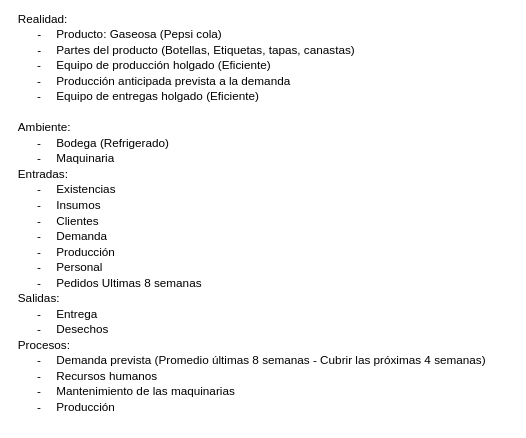 Realidad:
- Producto: Gaseosa (Pepsi cola)
- Partes del producto (Botellas, Etiquetas, tapas, canastas)
- Equipo de producción holgado (Eficiente)
- Producción anticipada prevista a la demanda
- Equipo de entregas holgado (Eficiente)
Ambiente:
- Bodega (Refrigerado)
- Maquinaria
Entradas:
- Existencias
- Insumos
- Clientes
- Demanda
- Producción
- Personal
- Pedidos Ultimas 8 semanas
Salidas:
- Entrega
- Desechos
Procesos:
- Demanda prevista (Promedio últimas 8 semanas - Cubrir las próximas 4 semanas)
- Recursos humanos
- Mantenimiento de las maquinarias
- Producción